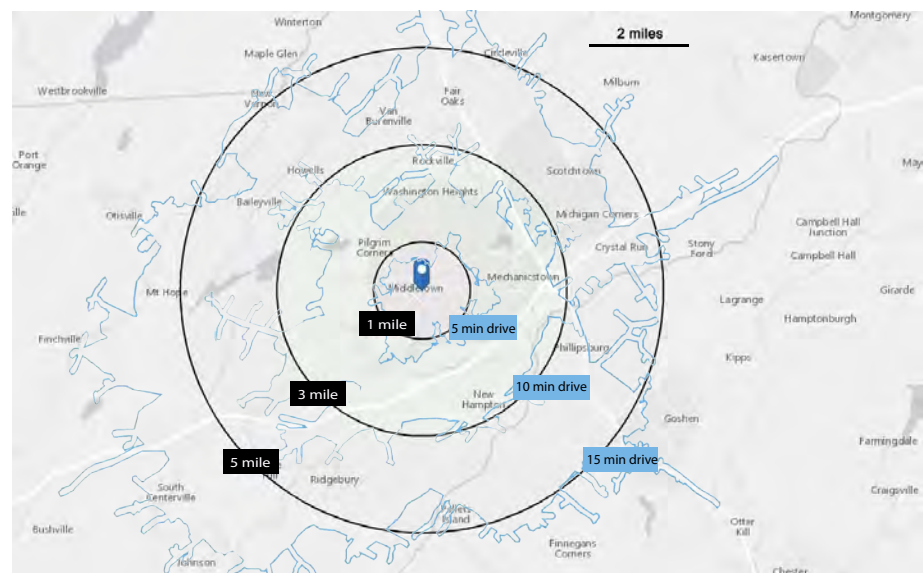 Montgomery
Winterton
2 miles
Maple Glen
Circleville
Kaisertown
Milburn
Westbrookville
New
Vernon
Fair
Oaks
Van
Burenville
Port
Orange
Rockville
Howells
Scotchtown
Washington Heights
Baileyville
Otisville
Michigan Corners
Campbell Hall
Junction
Pilgrim
Corners
Crystal Run
Stony
Ford
Campbell Hall
Mechanicstown
Mt Hope
Middletown
Girarde
Lagrange
1 mile
5 min drive
Hamptonburgh
Finchville
Phillipsburg
Kipps
3 mile
10 min drive
New
Hampton
Goshen
Farmingdale
5 mile
15 min drive
Ridgebury
South
Centerville
Craigsville
Island
Bushville
Otter
Kill
Finnegans
Corners
Johnson
Chester